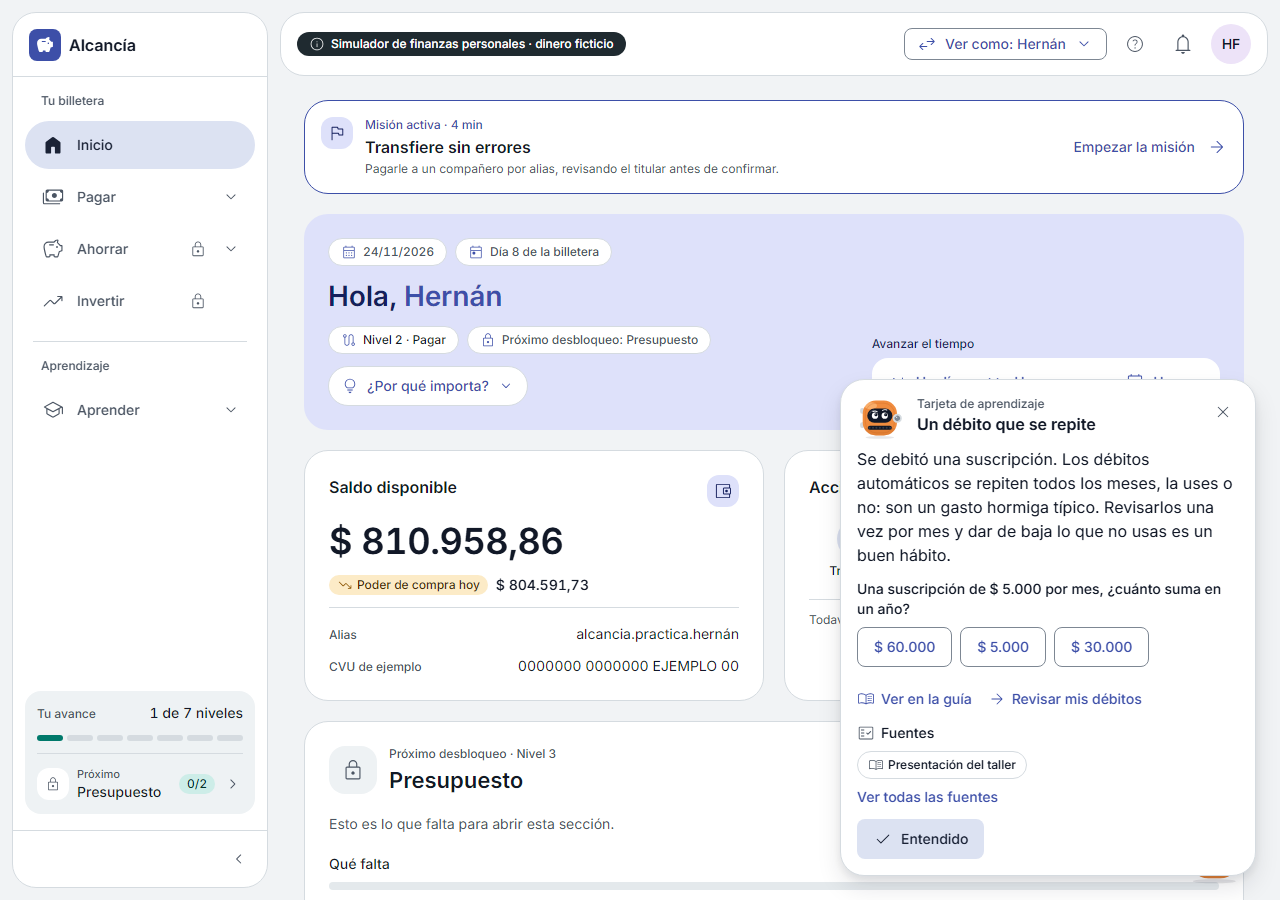 Alcancía
Simulador de finanzas personales · dinero ficticio
Ver como: Hernán
HF
Tu billetera
Inicio
Pagar
Ahorrar
Invertir
Aprendizaje
Aprender
Tu avance
1 de 7 niveles
Próximo
Presupuesto
0/2
Misión activa · 4 min
Transfiere sin errores
Pagarle a un compañero por alias, revisando el titular antes de confirmar.
Empezar la misión
24/11/2026
Día 8 de la billetera
Hola, Hernán
Nivel 2 · Pagar
Próximo desbloqueo: Presupuesto
¿Por qué importa?
Avanzar el tiempo
Saldo disponible
$ 810.958,86
Poder de compra hoy
$ 804.591,73
Alias
alcancia.practica.hernán
CVU de ejemplo
0000000 0000000 EJEMPLO 00
Próximo desbloqueo · Nivel 3
Presupuesto
Esto es lo que falta para abrir esta sección.
Qué falta
Tarjeta de aprendizaje
Un débito que se repite
Se debitó una suscripción. Los débitos
automáticos se repiten todos los meses, la uses o
no: son un gasto hormiga típico. Revisarlos una
vez por mes y dar de baja lo que no usas es un
buen hábito.
Una suscripción de $ 5.000 por mes, ¿cuánto suma en
un año?
$ 60.000
$ 5.000
$ 30.000
Ver en la guía
Revisar mis débitos
Fuentes
Presentación del taller
Ver todas las fuentes
Entendido